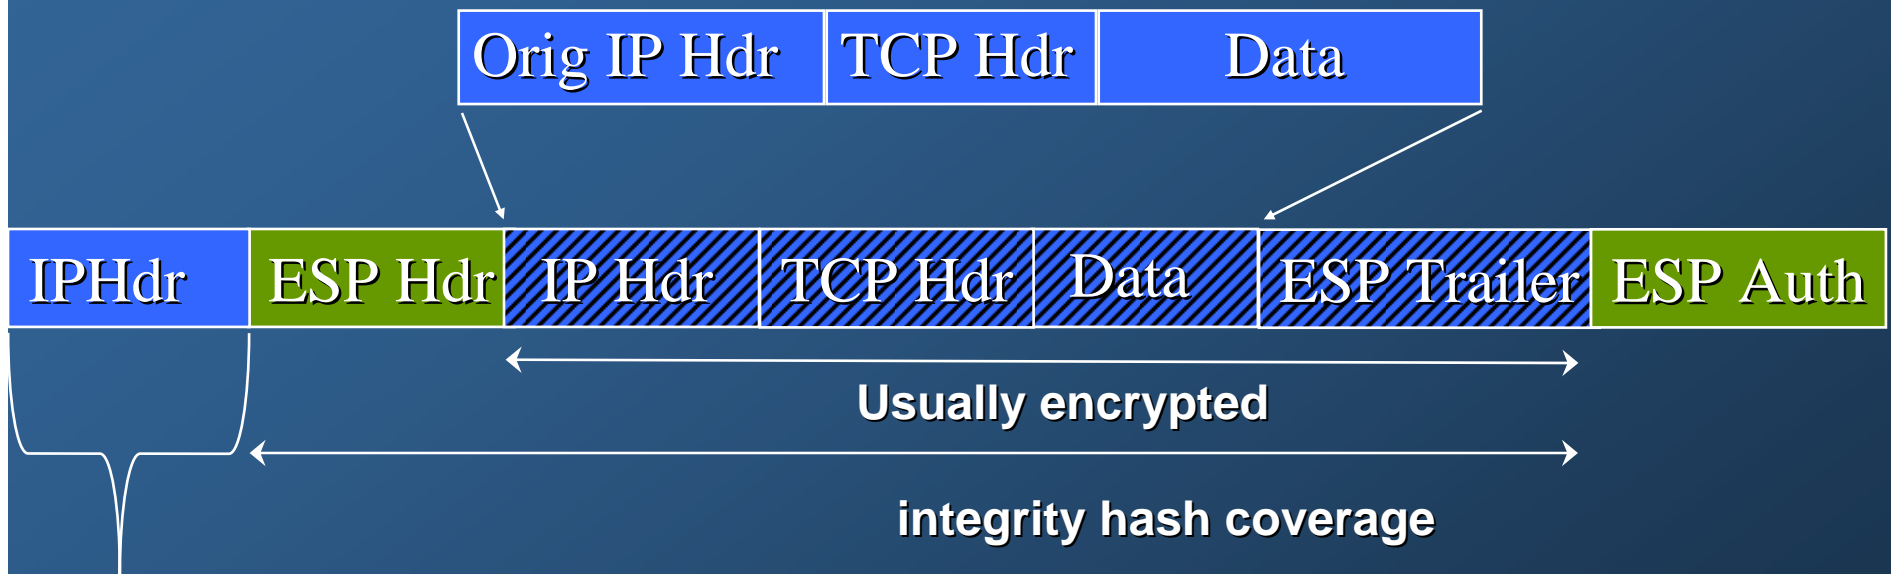 Orig IP Hdr TCP Hdr Data
IPHdr ESP Hdr IP Hdr TCP Hdr Data ESP Trailer ESP Auth
Usually encrypted
integrity hash coverage